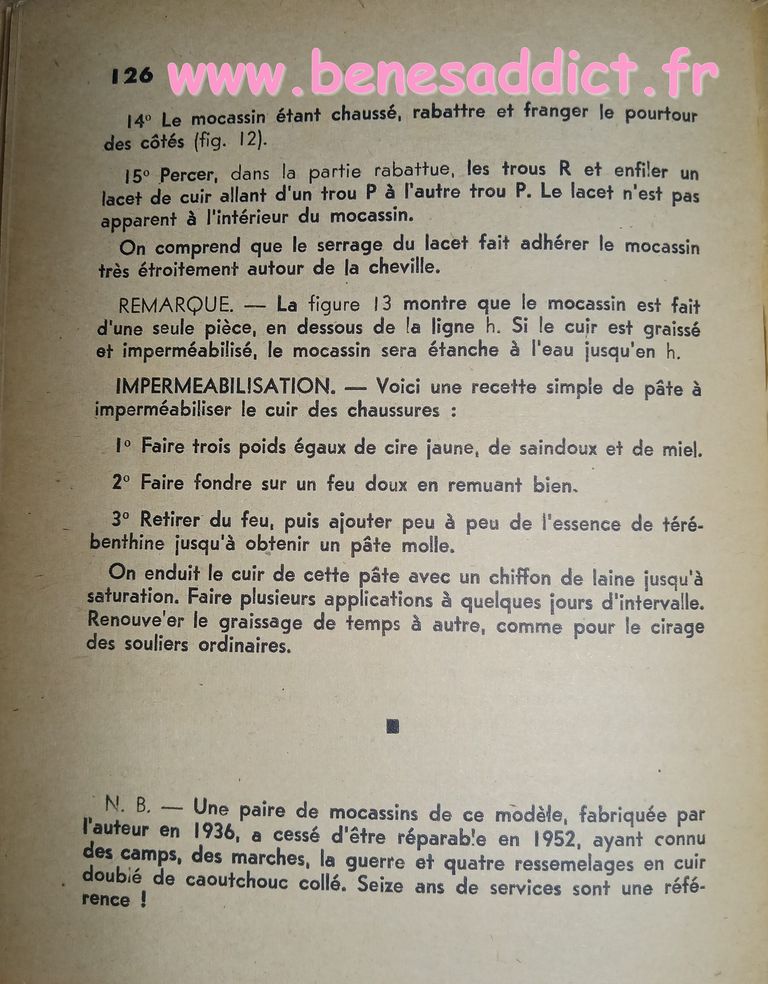 126 www.benesaddict.fr
14° Le mocassin étant chaussé, rabattre et franger le pourtour
des côtés (fig. 12).
15° Percer, dans la partie rabattue, les trous R et enfiler un
lacet de cuir allant d'un trou P à l'autre trou P. Le lacet n'est pas
apparent à l'intérieur du mocassin.
On comprend que le serrage du lacet fait adhérer le mocassin
très étroitement autour de la cheville.
REMARQUE. — La figure 13 montre que le mocassin est fait
d'une seule pièce, en dessous de la ligne h. Si le cuir est graissé
et imperméabilisé, le mocassin sera étanche à l'eau jusqu'en h.
IMPERMEABILISATION. — Voici une recette simple de pâte à
imperméabiliser le cuir des chaussures :
1° Faire trois poids égaux de cire jaune, de saindoux et de miel.
2° Faire fondre sur un feu doux en remuant bien.
3° Retirer du feu, puis ajouter peu à peu de l'essence de téré-
benthine jusqu'à obtenir un pâte molle.
On enduit le cuir de cette pâte avec un chiffon de laine jusqu'à
saturation. Faire plusieurs applications à quelques jours d'intervalle.
Renouve'er le graissage de temps à autre, comme pour le cirage
des souliers ordinaires.
N. B. — Une paire de mocassins de ce modèle, fabriquée par
l'auteur en 1936, a cessé d'être réparable en 1952, ayant connu
des camps, des marches, la guerre et quatre ressemelages en cuir
doublé de caoutchouc collé. Seize ans de services sont une réfé-
rence !